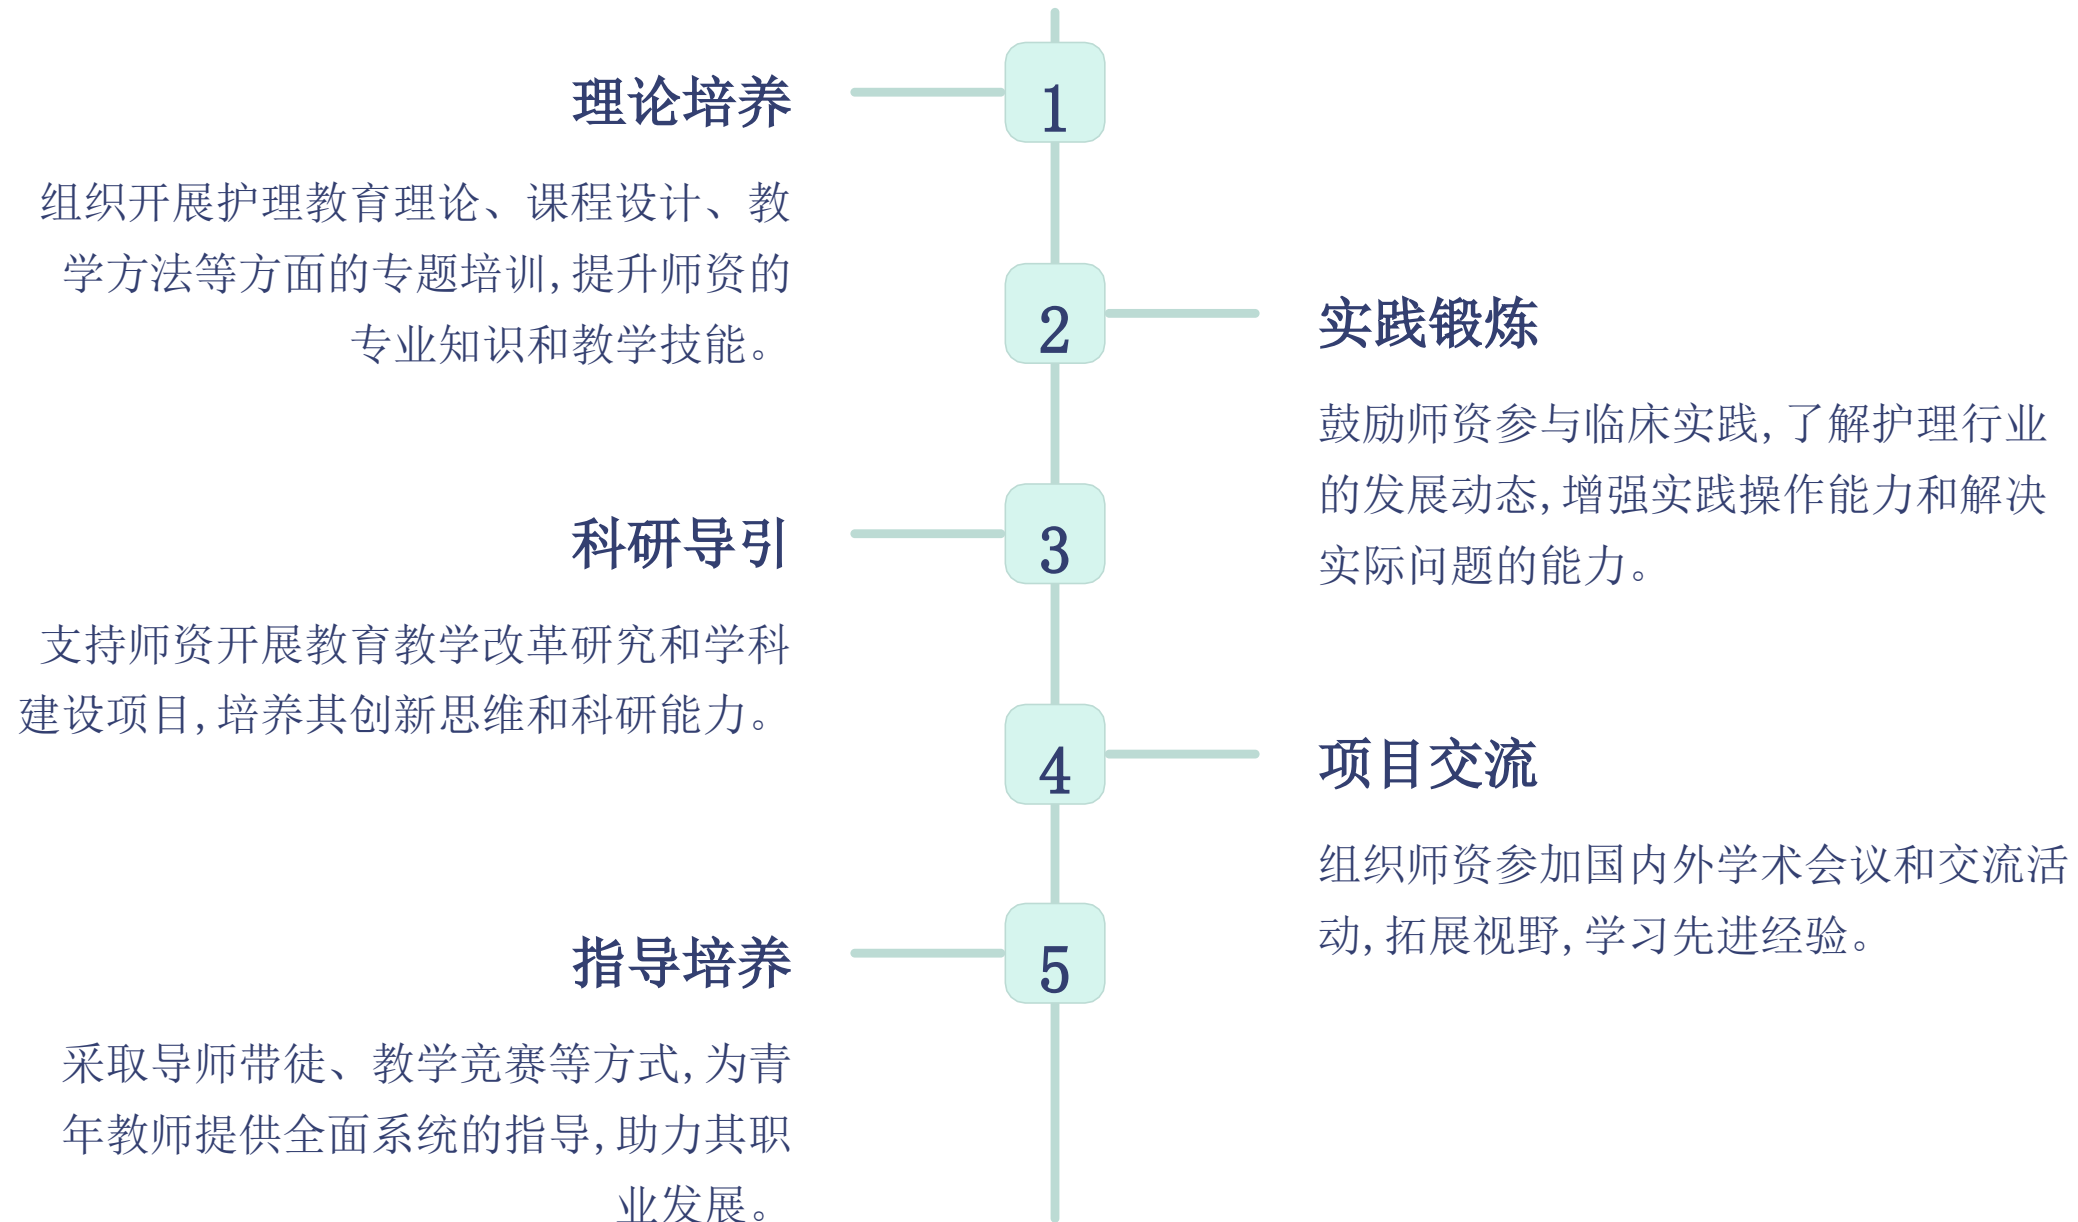 1
理论培养
组织开展护理教育理论、课程设计、教
学方法等方面的专题培训,提升师资的
专业知识和教学技能。
2
实践锻炼
鼓励师资参与临床实践,了解护理行业
的发展动态,增强实践操作能力和解决
实际问题的能力。
3
科研导引
支持师资开展教育教学改革研究和学科
建设项目,培养其创新思维和科研能力。
4
项目交流
组织师资参加国内外学术会议和交流活
动,拓展视野,学习先进经验。
5
指导培养
采取导师带徒、教学竞赛等方式,为青
年教师提供全面系统的指导,助力其职
业发展。